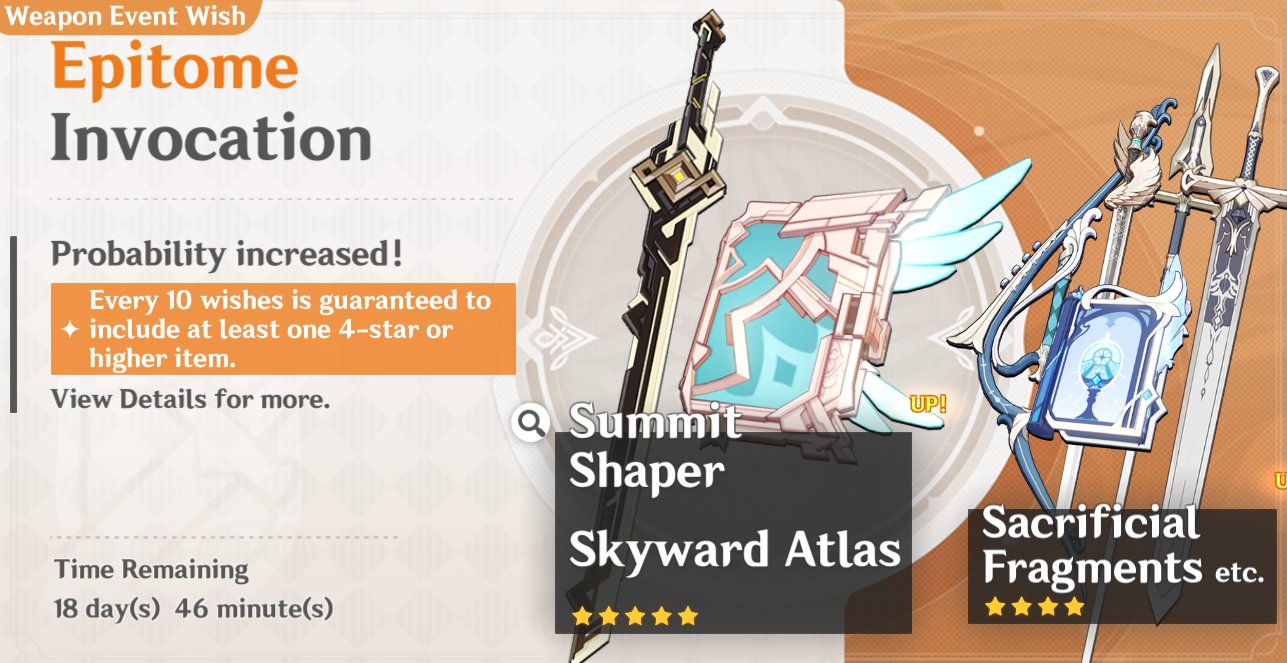 Weapon Event Wish
Epitome
Invocation
Probability increased!
Every 10 wishes is guaranteed to
include at least one 4-star or
higher item.
View Details for more.
Time Remaining
18 day(s) 46 minute(s)
UP!
Summit
Shaper
Skyward Atlas
Sacrificial
Fragments etc.